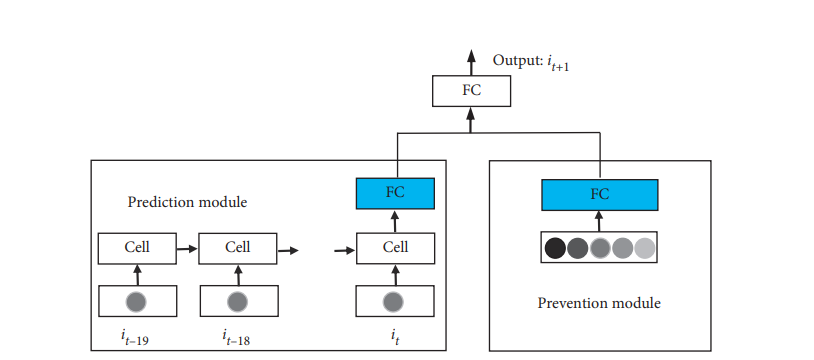 Output: i_{t+1}
FC
FC
FC
Prediction module
Cell
Cell
Cell
Prevention module
i_{t–19}
i_{t–18}
i_t